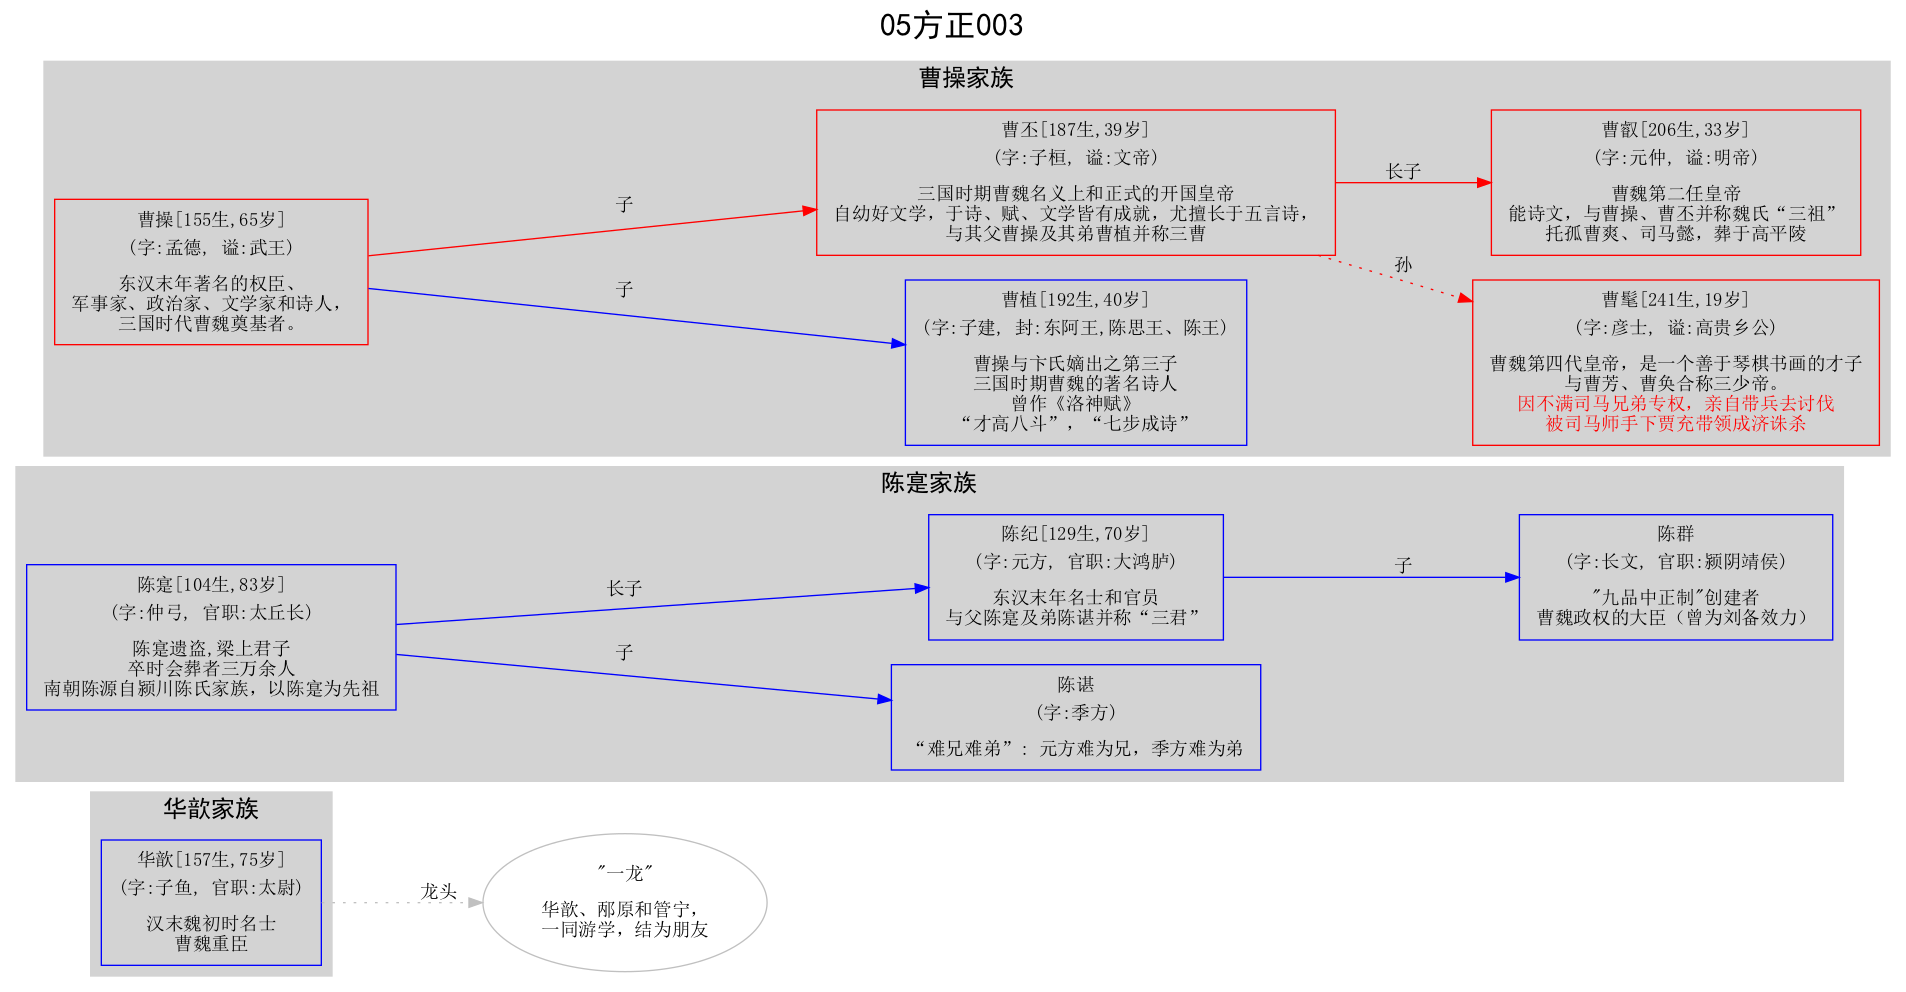 05方正003
曹操家族
曹操[155生,65岁]
(字:孟德, 谥:武王)
东汉末年著名的权臣、
军事家、政治家、文学家和诗人，
三国时代曹魏奠基者。
子
子
曹丕[187生,39岁]
(字:子桓, 谥:文帝)
三国时期曹魏名义上和正式的开国皇帝
自幼好文学，于诗、赋、文学皆有成就，尤擅长于五言诗，
与其父曹操及其弟曹植并称三曹
曹植[192生,40岁]
(字:子建, 封:东阿王,陈思王、陈王)
曹操与卞氏嫡出之第三子
三国时期曹魏的著名诗人
曾作《洛神赋》
“才高八斗”，“七步成诗”
长子
孙
曹叡[206生,33岁]
(字:元仲, 谥:明帝)
曹魏第二任皇帝
能诗文，与曹操、曹丕并称魏氏“三祖”
托孤曹爽、司马懿，葬于高平陵
曹髦[241生,19岁]
(字:彦士, 谥:高贵乡公)
曹魏第四代皇帝，是一个善于琴棋书画的才子
与曹芳、曹奂合称三少帝。
因不满司马兄弟专权，亲自带兵去讨伐
被司马师手下贾充带领成济诛杀
陈寔家族
陈寔[104生,83岁]
(字:仲弓, 官职:太丘长)
陈寔遗盗,梁上君子
卒时会葬者三万余人
南朝陈源自颍川陈氏家族，以陈寔为先祖
长子
子
陈纪[129生,70岁]
(字:元方, 官职:大鸿胪)
东汉末年名士和官员
与父陈寔及弟陈谌并称“三君”
陈谌
(字:季方)
“难兄难弟”: 元方难为兄，季方难为弟
子
陈群
(字:长文, 官职:颍阴靖侯)
"九品中正制"创建者
曹魏政权的大臣（曾为刘备效力）
华歆家族
华歆[157生,75岁]
(字:子鱼, 官职:太尉)
汉末魏初时名士
曹魏重臣
龙头
"一龙"
华歆、邴原和管宁，
一同游学，结为朋友